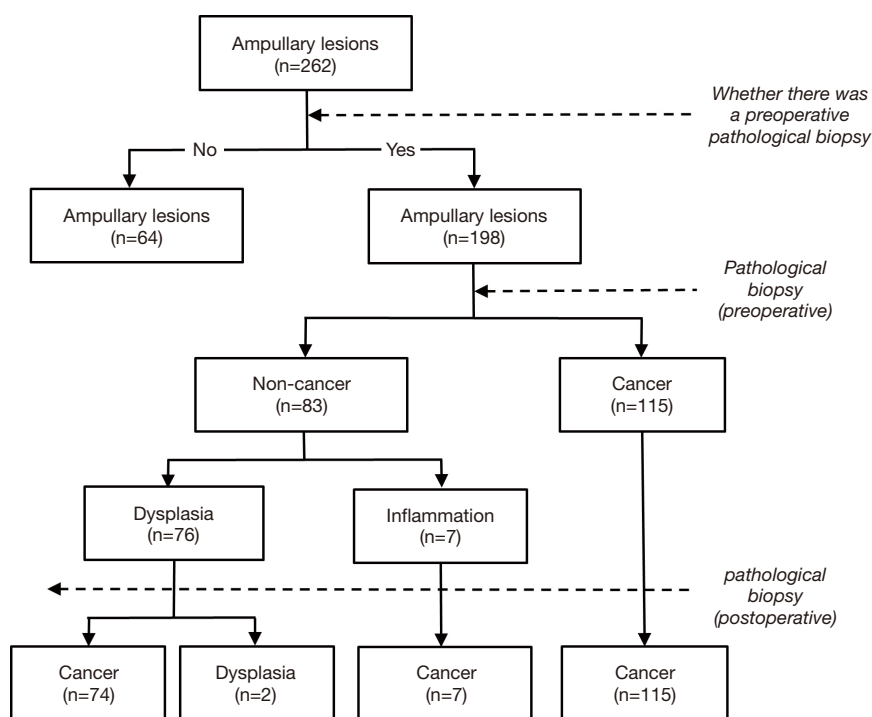 Ampullary lesions
(n=262)
Whether there was
a preoperative
pathological biopsy
No
Yes
Ampullary lesions
(n=64)
Ampullary lesions
(n=198)
Pathological
biopsy
(preoperative)
Non-cancer
(n=83)
Cancer
(n=115)
Dysplasia
(n=76)
Inflammation
(n=7)
pathological
biopsy
(postoperative)
Cancer
(n=74)
Dysplasia
(n=2)
Cancer
(n=7)
Cancer
(n=115)